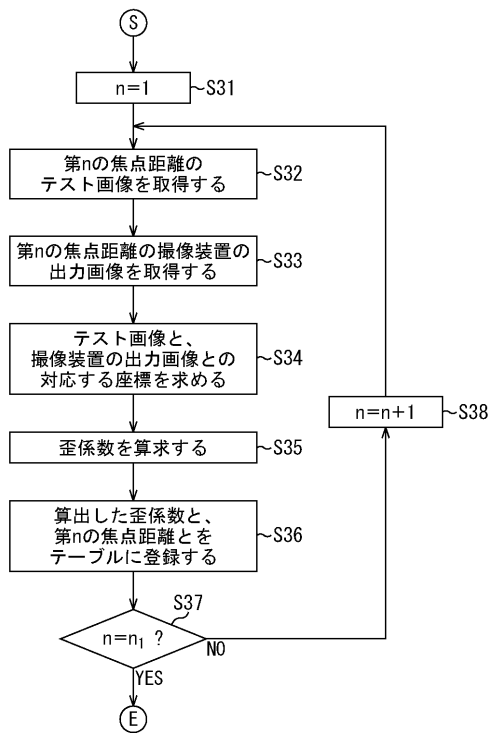 S
n=1
S31
第nの焦点距離の
テスト画像を取得する
S32
第nの焦点距離の撮像装置の
出力画像を取得する
S33
テスト画像と、
撮像装置の出力画像との
対応する座標を求める
S34
歪係数を算求する
S35
算出した歪係数と、
第nの焦点距離とを
テーブルに登録する
S36
S37
n=n₁ ?
NO
YES
n=n+1
S38
E